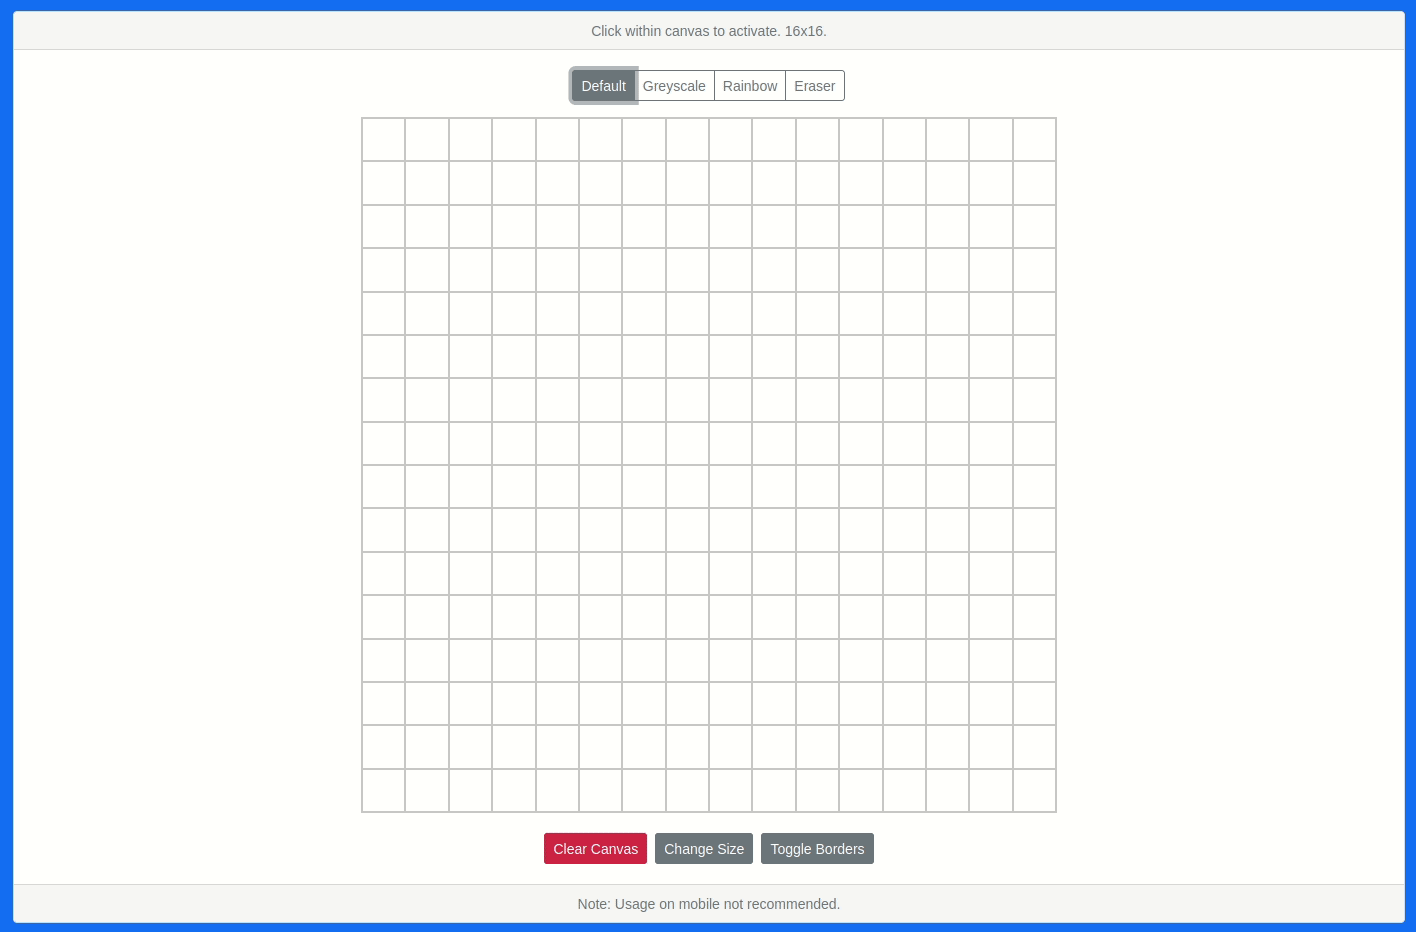 Click within canvas to activate. 16x16.
Default Greyscale Rainbow Eraser
Clear Canvas Change Size Toggle Borders
Note: Usage on mobile not recommended.